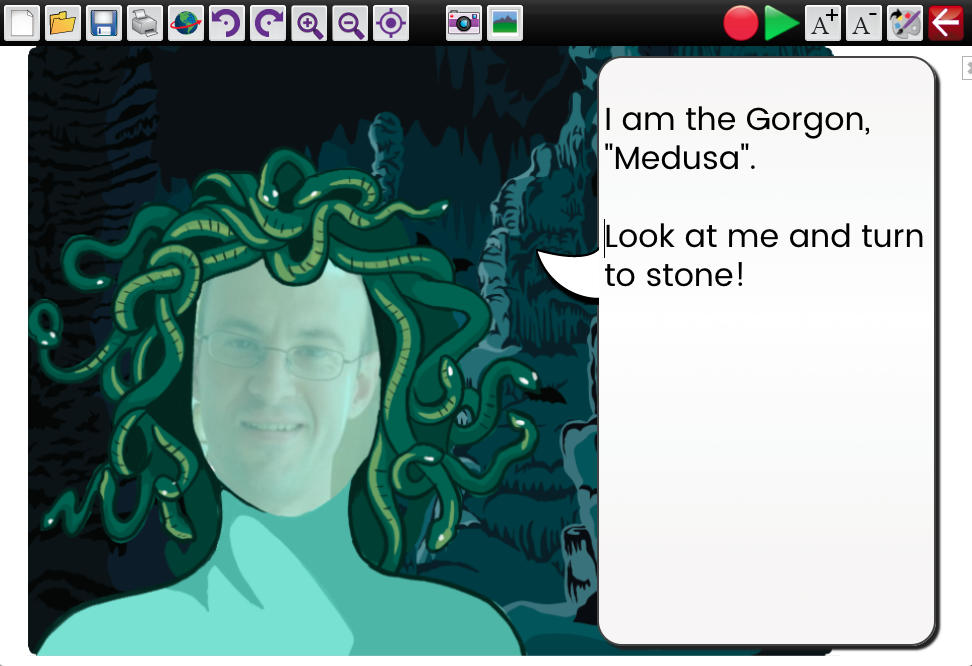 A+
A-
I am the Gorgon,
"Medusa".
Look at me and turn
to stone!